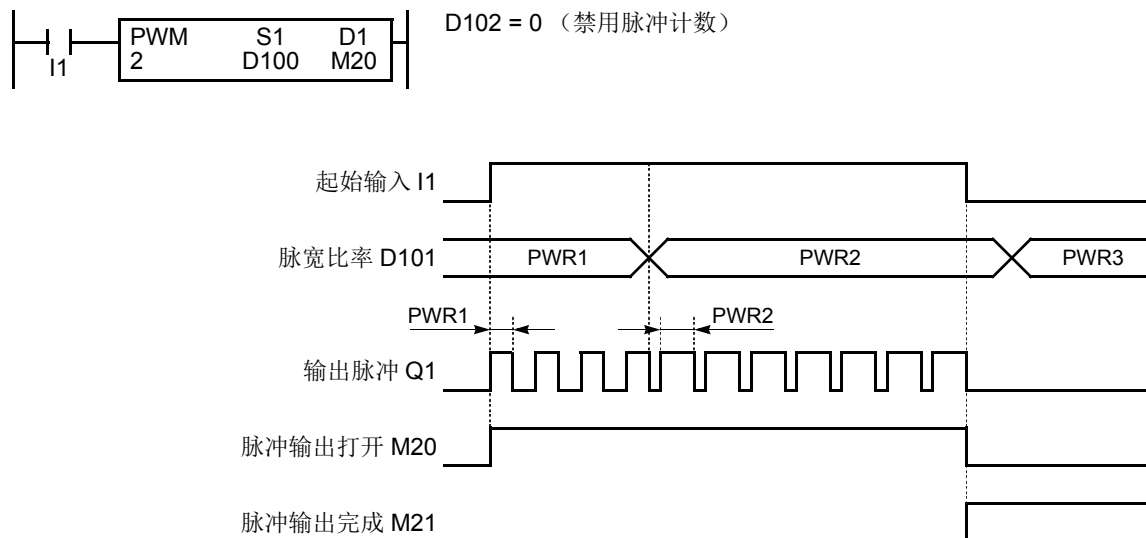 D102 = 0 （禁用脉冲计数）
PWM S1 D1
2 D100 M20
I1
起始输入 I1
脉宽比率 D101
PWR1 PWR2 PWR3
PWR1 PWR2
输出脉冲 Q1
脉冲输出打开 M20
脉冲输出完成 M21